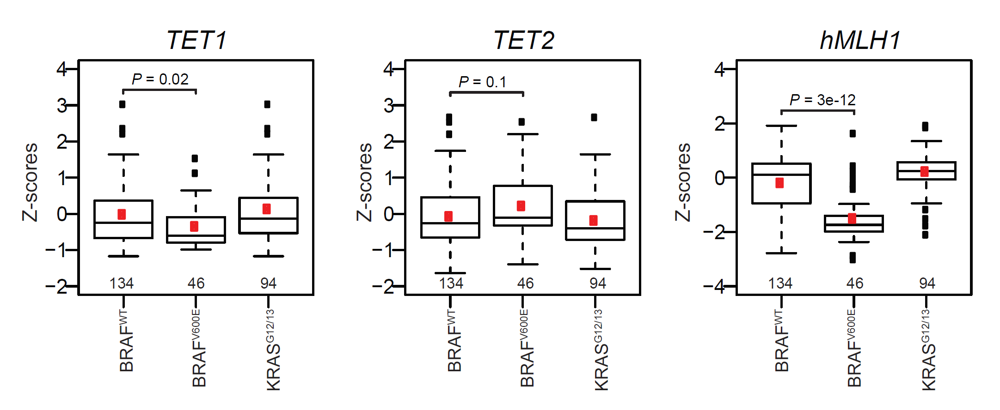 TET1
P = 0.02
Z-scores
4
3
2
1
0
−1
−2
134 46 94
BRAFWT
BRAFV600E
KRASG12/13
TET2
P = 0.1
Z-scores
4
3
2
1
0
−1
−2
134 46 94
BRAFWT
BRAFV600E
KRASG12/13
hMLH1
P = 3e-12
Z-scores
4
2
0
−2
−4
134 46 94
BRAFWT
BRAFV600E
KRASG12/13